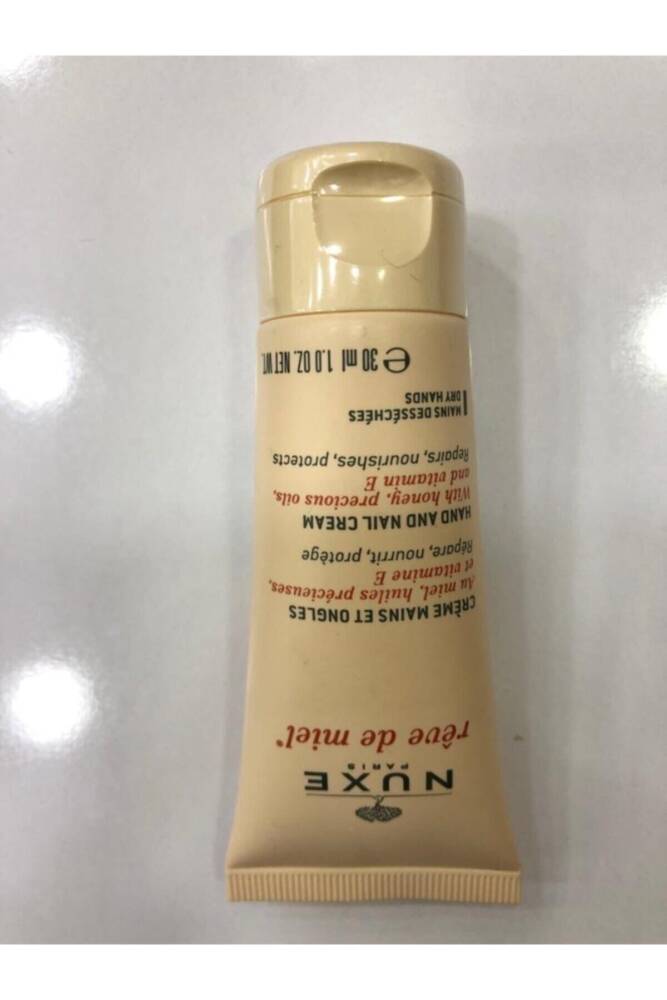 NUXE
PARIS
rêve de miel®
CRÈME MAINS ET ONGLES
Au miel, huiles précieuses,
et vitamine E
Répare, nourrit, protège
HAND AND NAIL CREAM
With honey, precious oils,
and vitamin E
Repairs, nourishes, protects
MAINS DESSÉCHÉES
DRY HANDS
℮ 30 ml 1.0 OZ. NET WT.